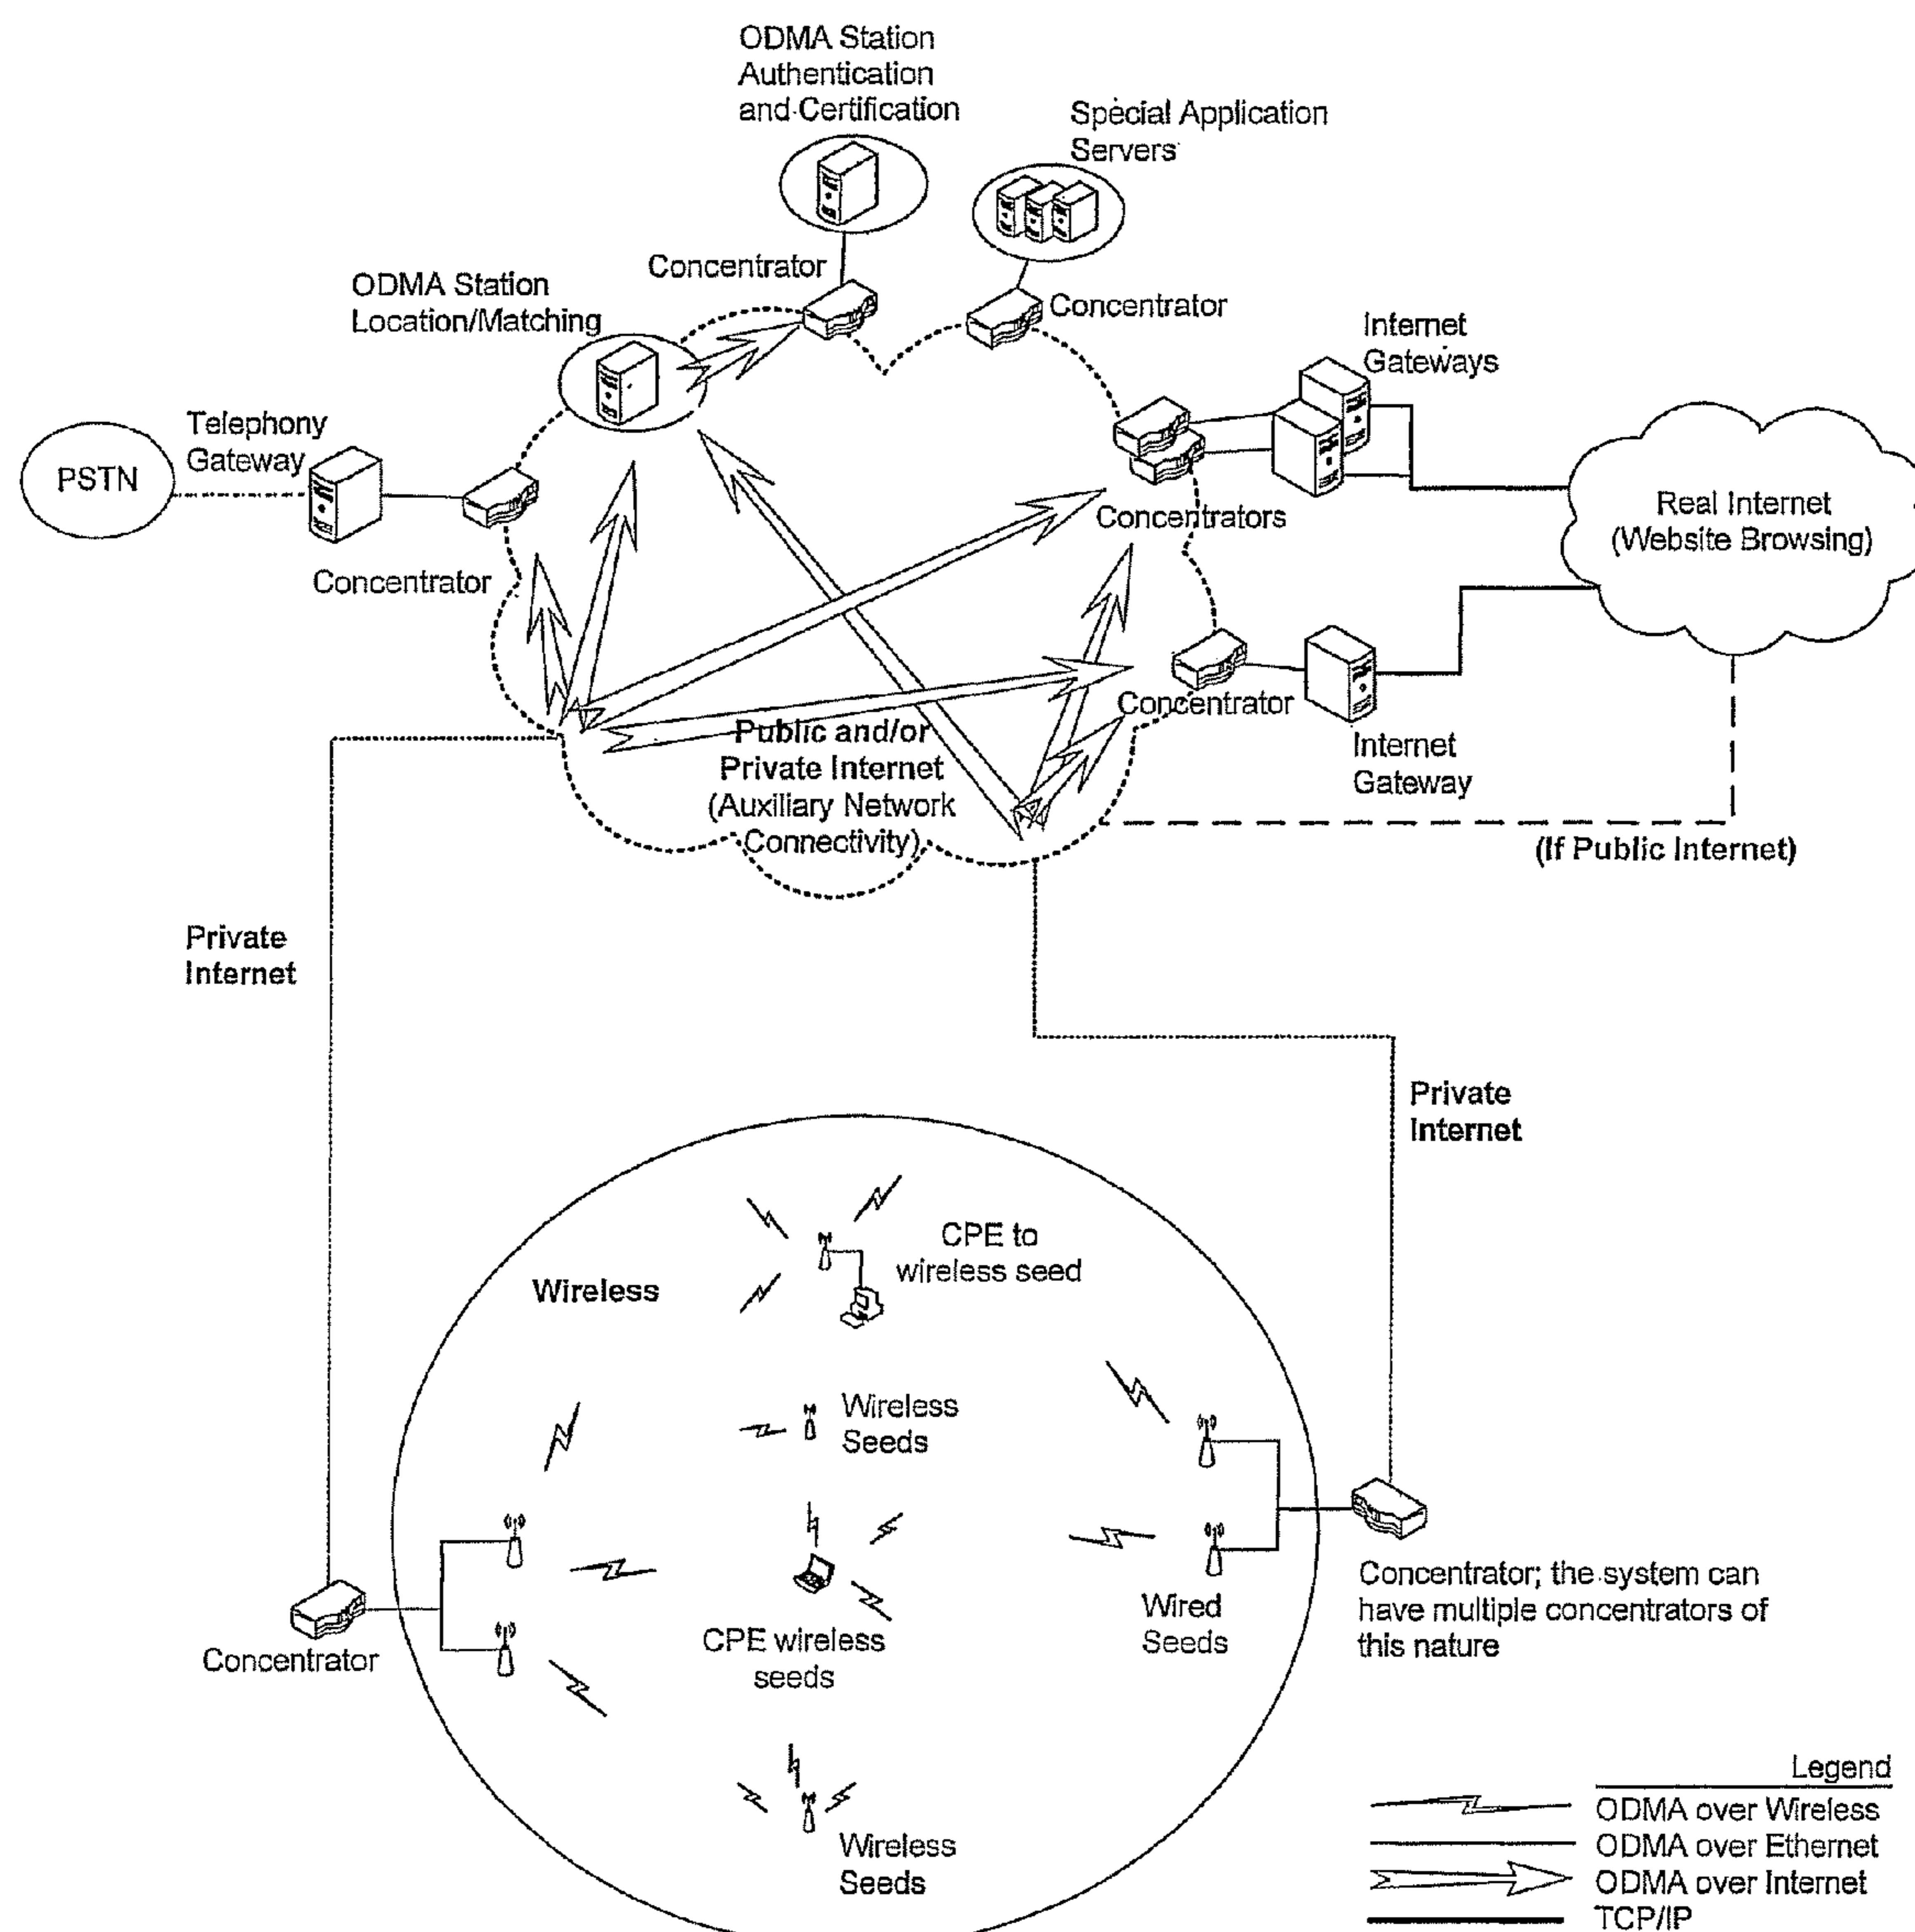 ODMA Station
Authentication
and Certification
Special Application
Servers
Concentrator
ODMA Station
Location/Matching
Concentrator
Internet
Gateways
Telephony
Gateway
PSTN
Concentrators
Real Internet
(Website Browsing)
Concentrator
Concentrator
Public and/or
Private Internet
(Auxiliary Network
Connectivity)
Internet
Gateway
(If Public Internet)
Private
Internet
Private
Internet
CPE to
wireless seed
Wireless
Wireless
Seeds
Concentrator; the system can
have multiple concentrators of
this nature
Wired
Seeds
CPE wireless
seeds
Concentrator
Wireless
Seeds
Legend
ODMA over Wireless
ODMA over Ethernet
ODMA over Internet
TCP/IP